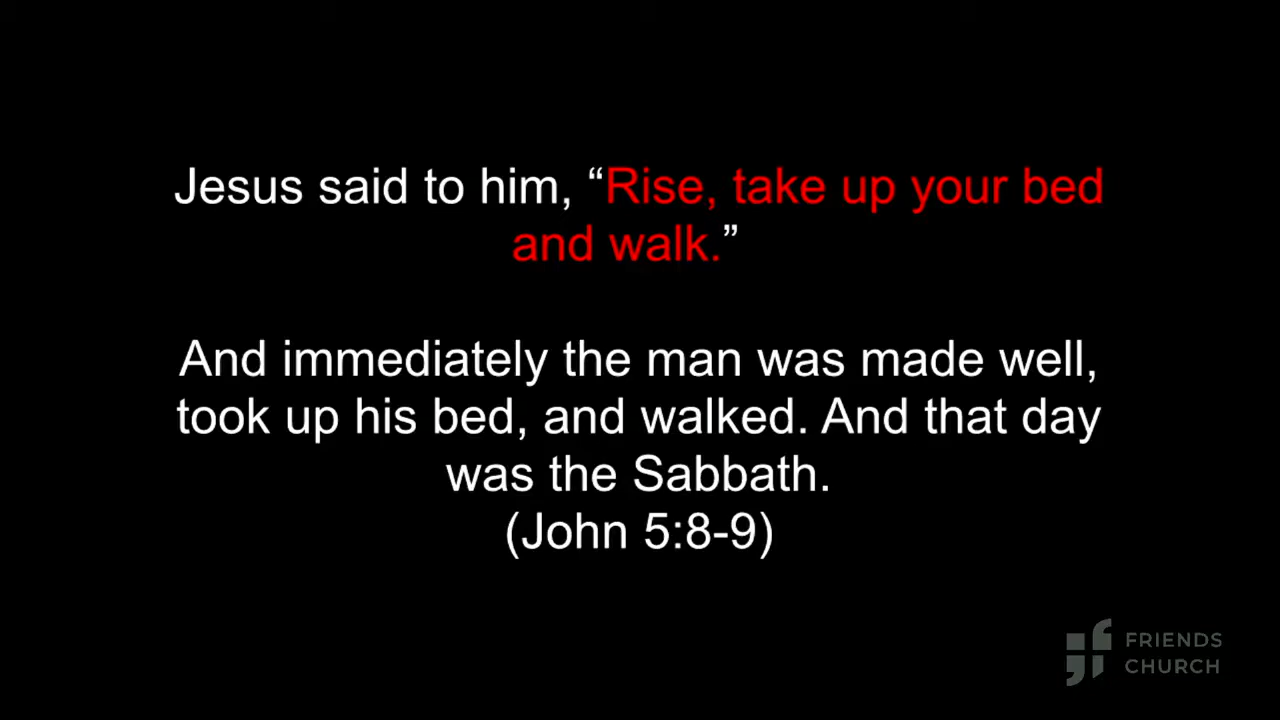 Jesus said to him, “Rise, take up your bed
and walk.”
And immediately the man was made well,
took up his bed, and walked. And that day
was the Sabbath.
(John 5:8-9)
FRIENDS
CHURCH